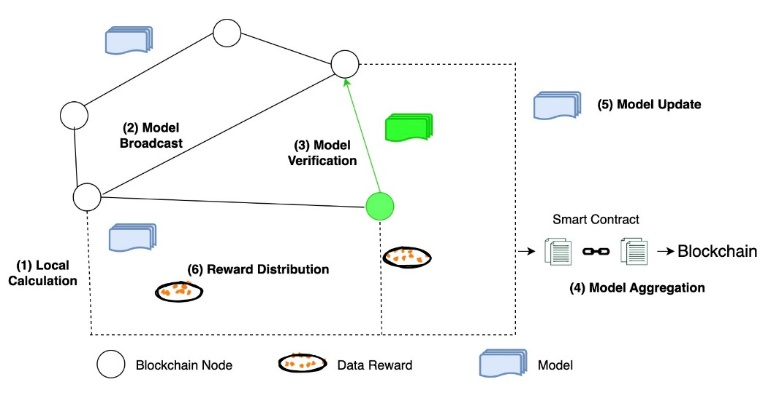 (2) Model
Broadcast
(3) Model
Verification
(5) Model Update
Smart Contract
Blockchain
(4) Model Aggregation
(1) Local
Calculation
(6) Reward Distribution
Blockchain Node
Data Reward
Model